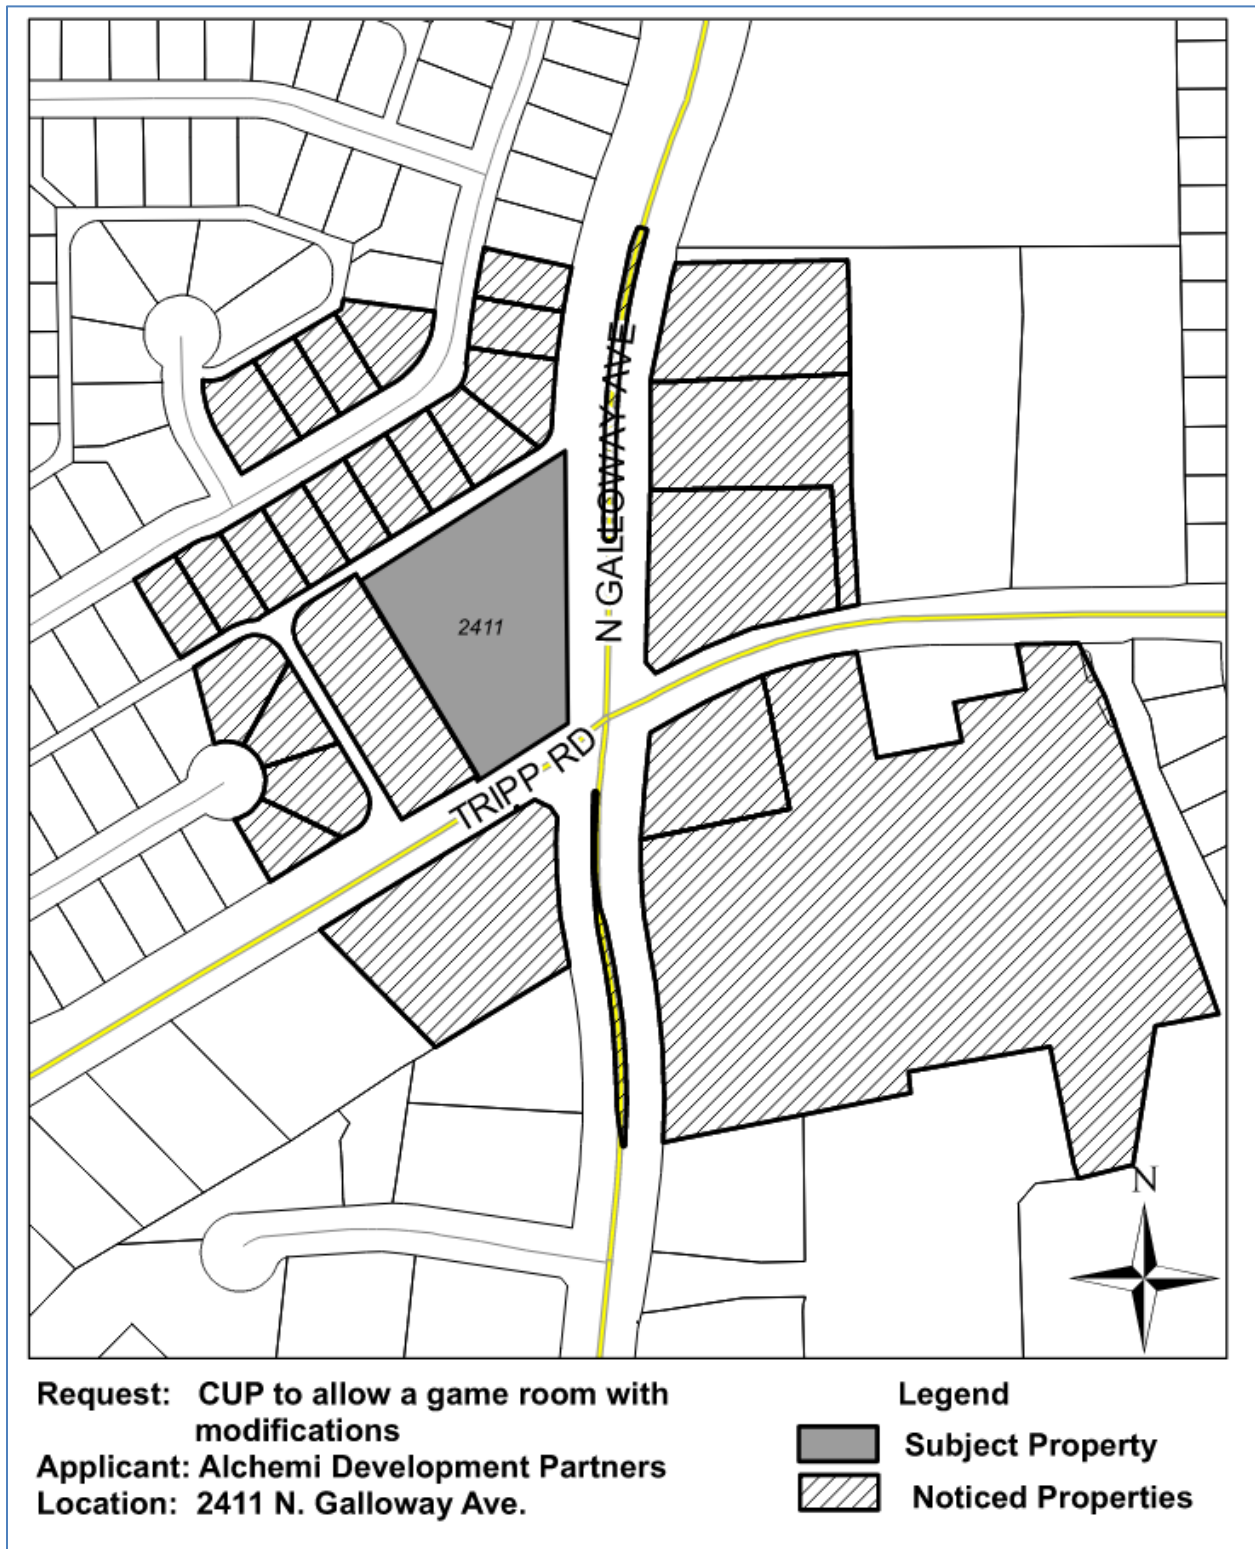 N GALLOWAY AVE
2411
TRIPP RD
N
Request: CUP to allow a game room with
modifications
Applicant: Alchemi Development Partners
Location: 2411 N. Galloway Ave.
Legend
Subject Property
Noticed Properties